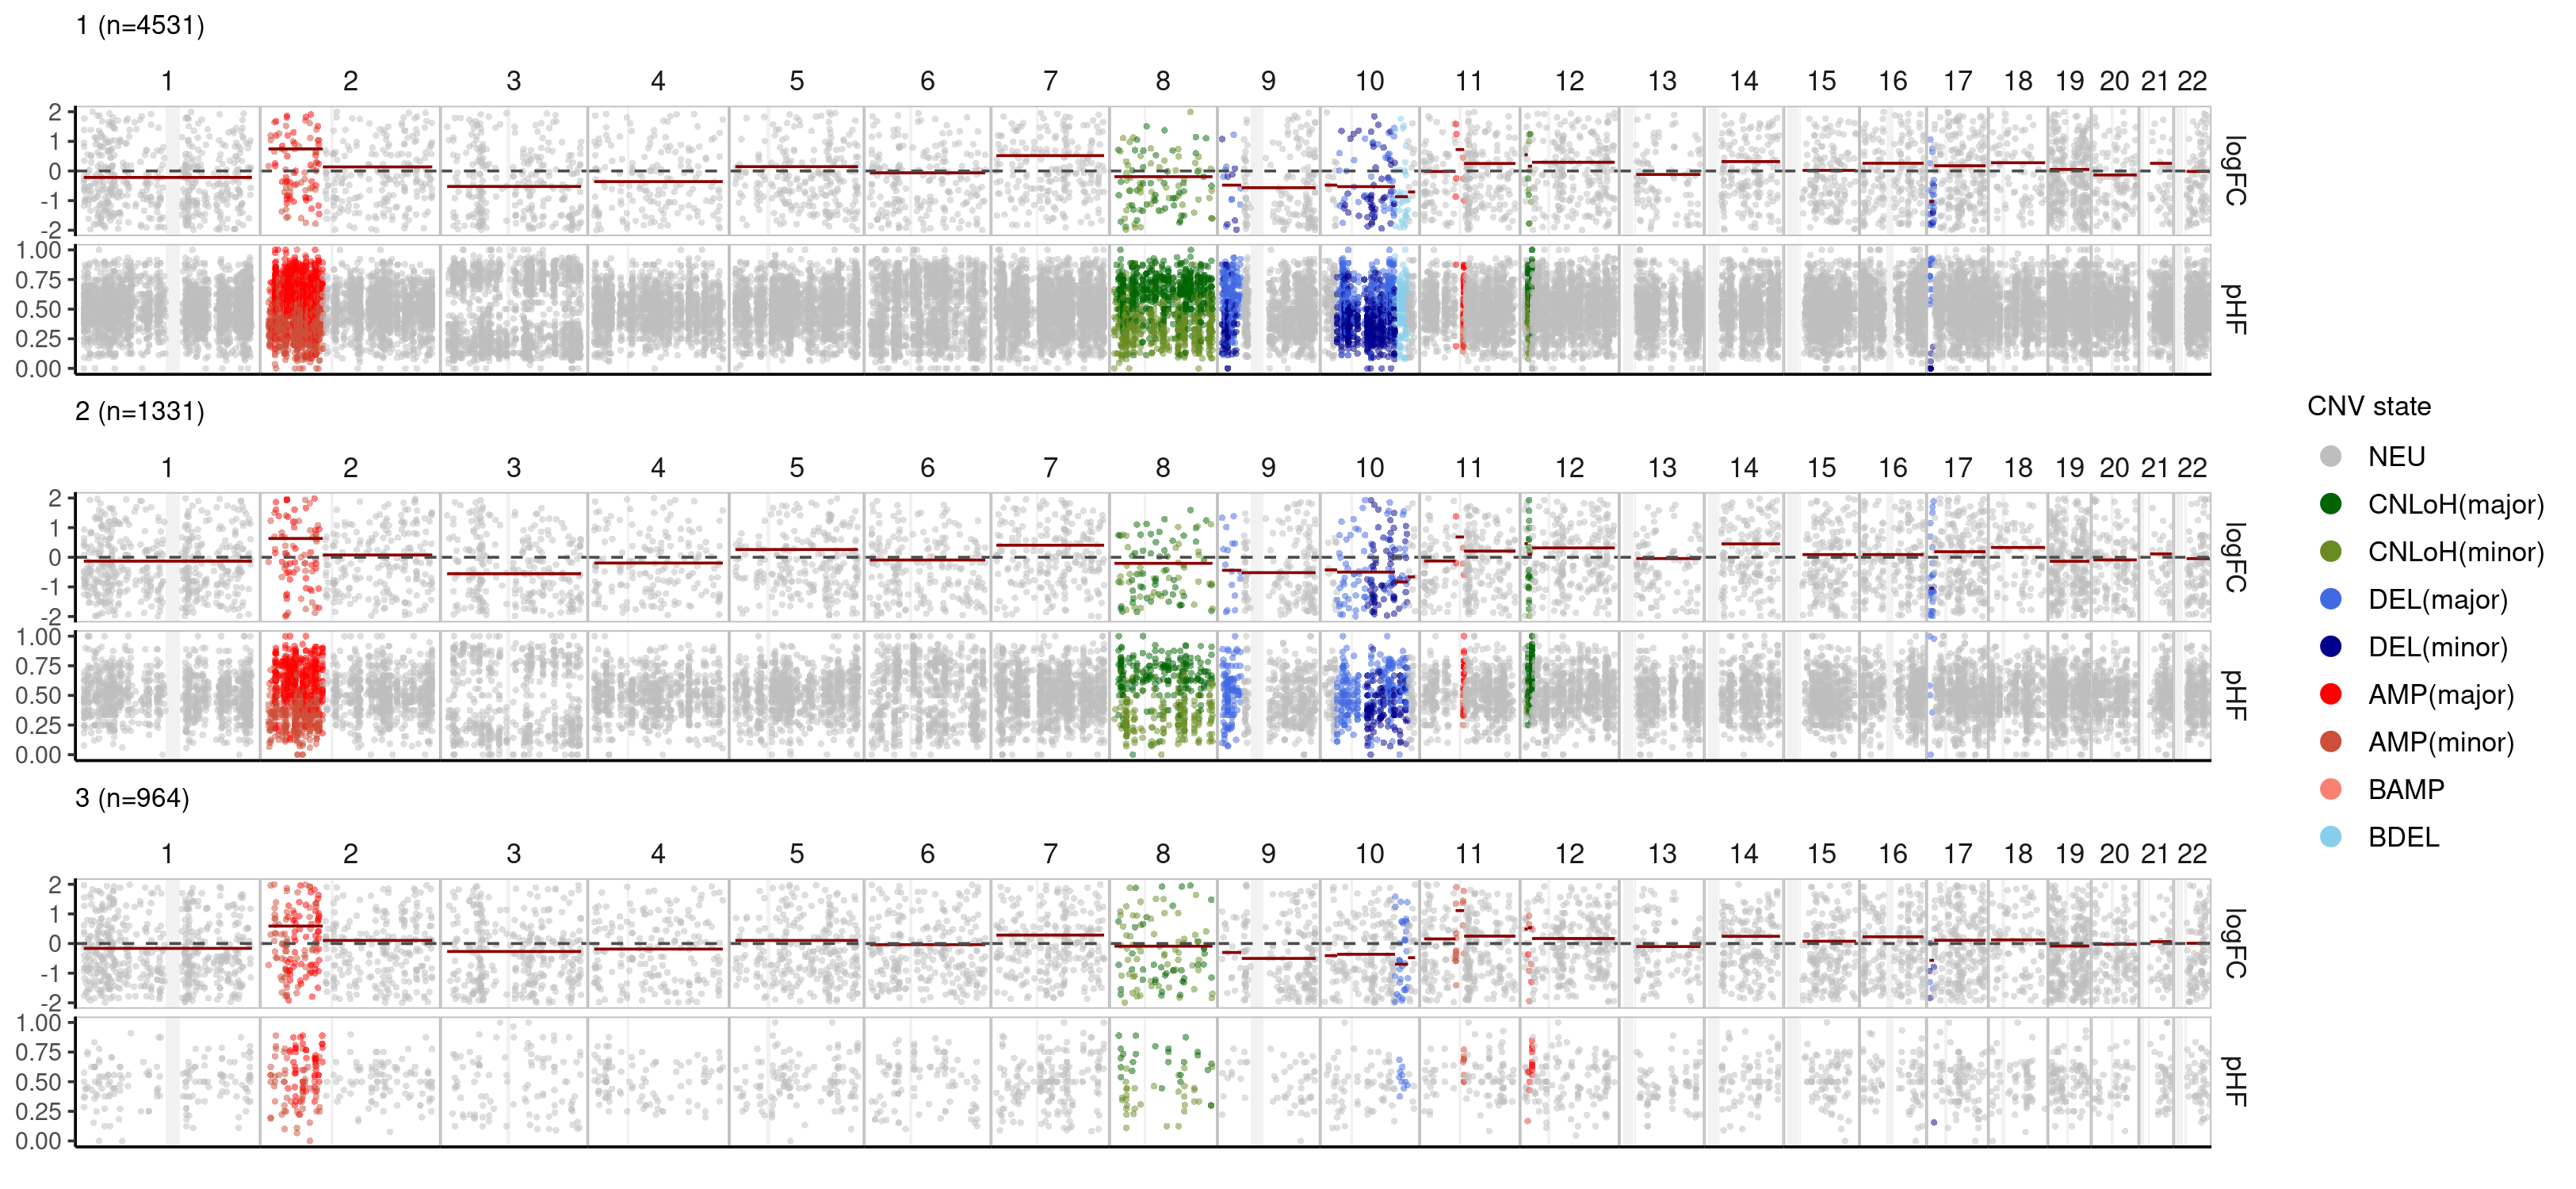 1 (n=4531)
1 2 3 4 5 6 7 8 9 10 11 12 13 14 15 16 17 18 19 20 21 22
2
1
0
-1
-2
logFC
1.00
0.75
0.50
0.25
0.00
pHF
2 (n=1331)
1 2 3 4 5 6 7 8 9 10 11 12 13 14 15 16 17 18 19 20 21 22
2
1
0
-1
-2
logFC
1.00
0.75
0.50
0.25
0.00
pHF
3 (n=964)
1 2 3 4 5 6 7 8 9 10 11 12 13 14 15 16 17 18 19 20 21 22
2
1
0
-1
-2
logFC
1.00
0.75
0.50
0.25
0.00
pHF
CNV state
NEU
CNLoH(major)
CNLoH(minor)
DEL(major)
DEL(minor)
AMP(major)
AMP(minor)
BAMP
BDEL